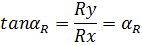 tanα_R = Ry/Rx = α_R